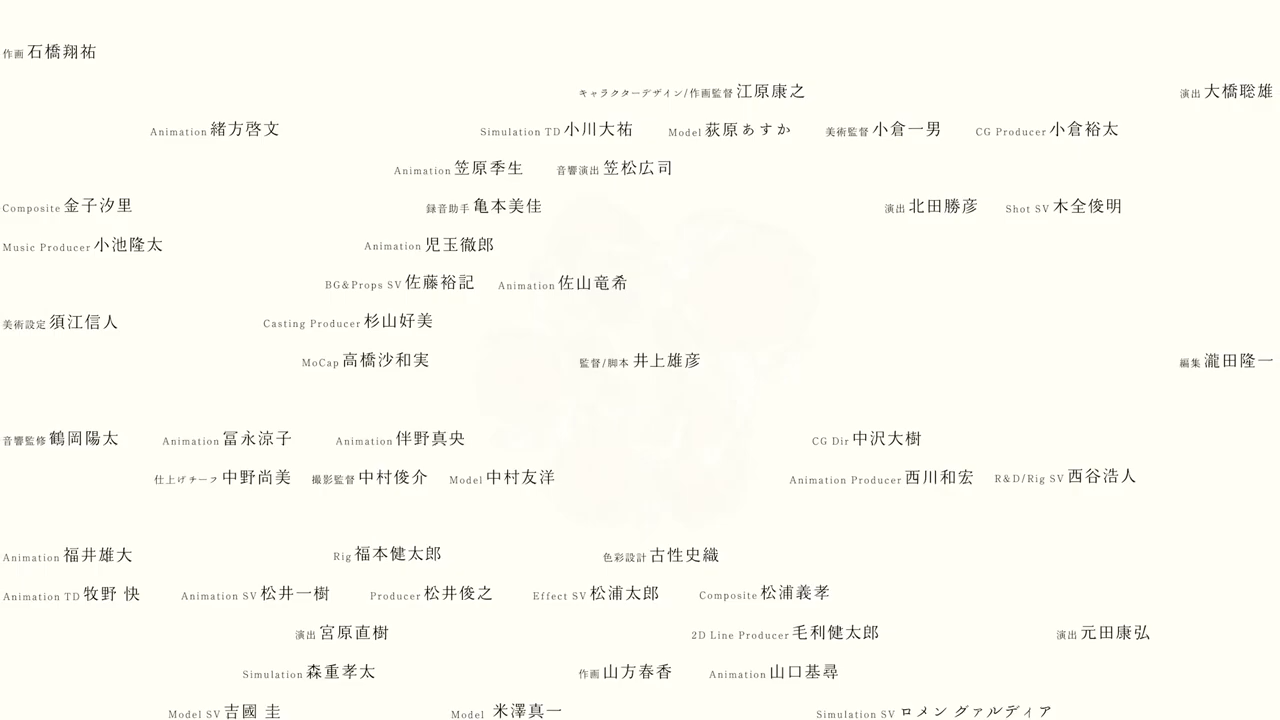 作画 石橋翔祐
キャラクターデザイン/作画監督 江原康之 演出 大橋聡雄
Animation 緒方啓文 Simulation TD 小川大祐 Model 荻原あすか 美術監督 小倉一男 CG Producer 小倉裕太
Animation 笠原季生 音響演出 笠松広司
Composite 金子汐里 録音助手 亀本美佳 演出 北田勝彦 Shot SV 木全俊明
Music Producer 小池隆太 Animation 児玉徹郎
BG&Props SV 佐藤裕記 Animation 佐山竜希
美術設定 須江信人 Casting Producer 杉山好美
MoCap 高橋沙和実 監督/脚本 井上雄彦 編集 瀧田隆一
音響監修 鶴岡陽太 Animation 冨永涼子 Animation 伴野真央 CG Dir 中沢大樹
仕上げチーフ 中野尚美 撮影監督 中村俊介 Model 中村友洋 Animation Producer 西川和宏 R&D/Rig SV 西谷浩人
Animation 福井雄大 Rig 福本健太郎 色彩設計 古性史織
Animation TD 牧野 快 Animation SV 松井一樹 Producer 松井俊之 Effect SV 松浦太郎 Composite 松浦義孝
演出 宮原直樹 2D Line Producer 毛利健太郎 演出 元田康弘
Simulation 森重孝太 作画 山方春香 Animation 山口基尋
Model SV 吉國 圭 Model 米澤真一 Simulation SV ロメン グァルディア